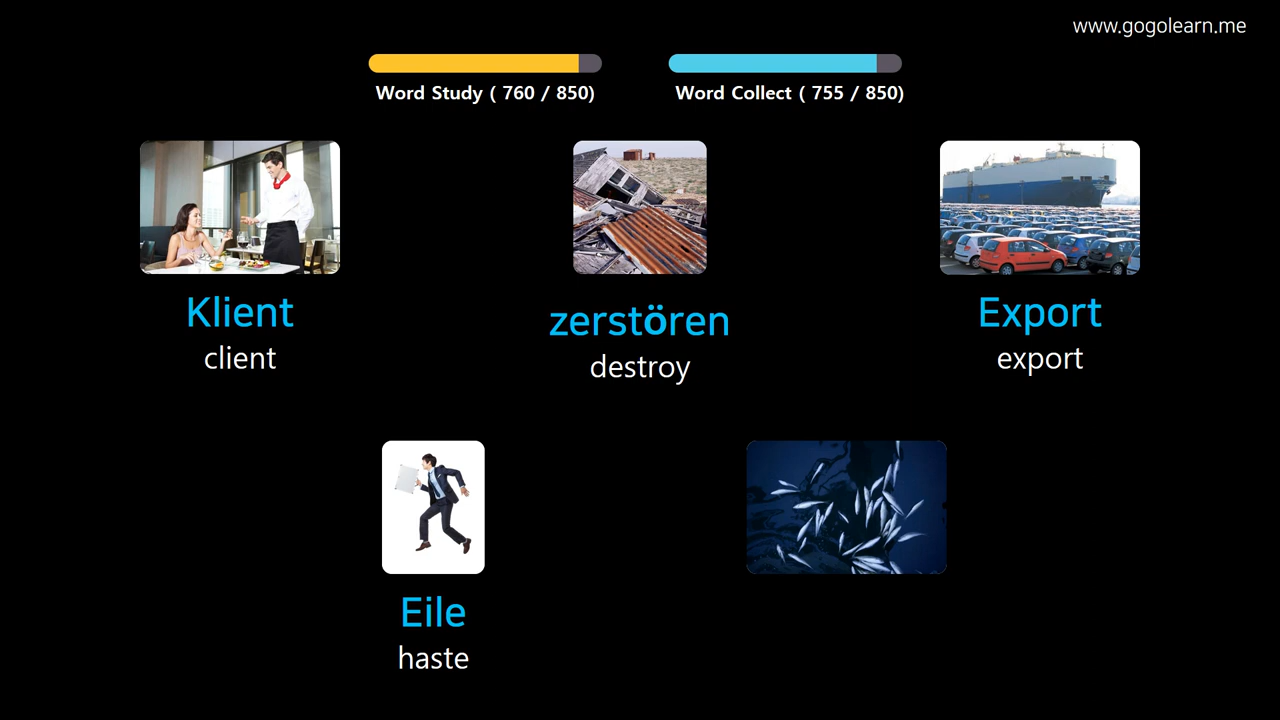 www.gogolearn.me
Word Study ( 760 / 850)
Word Collect ( 755 / 850)
Klient
client
zerstören
destroy
Export
export
Eile
haste